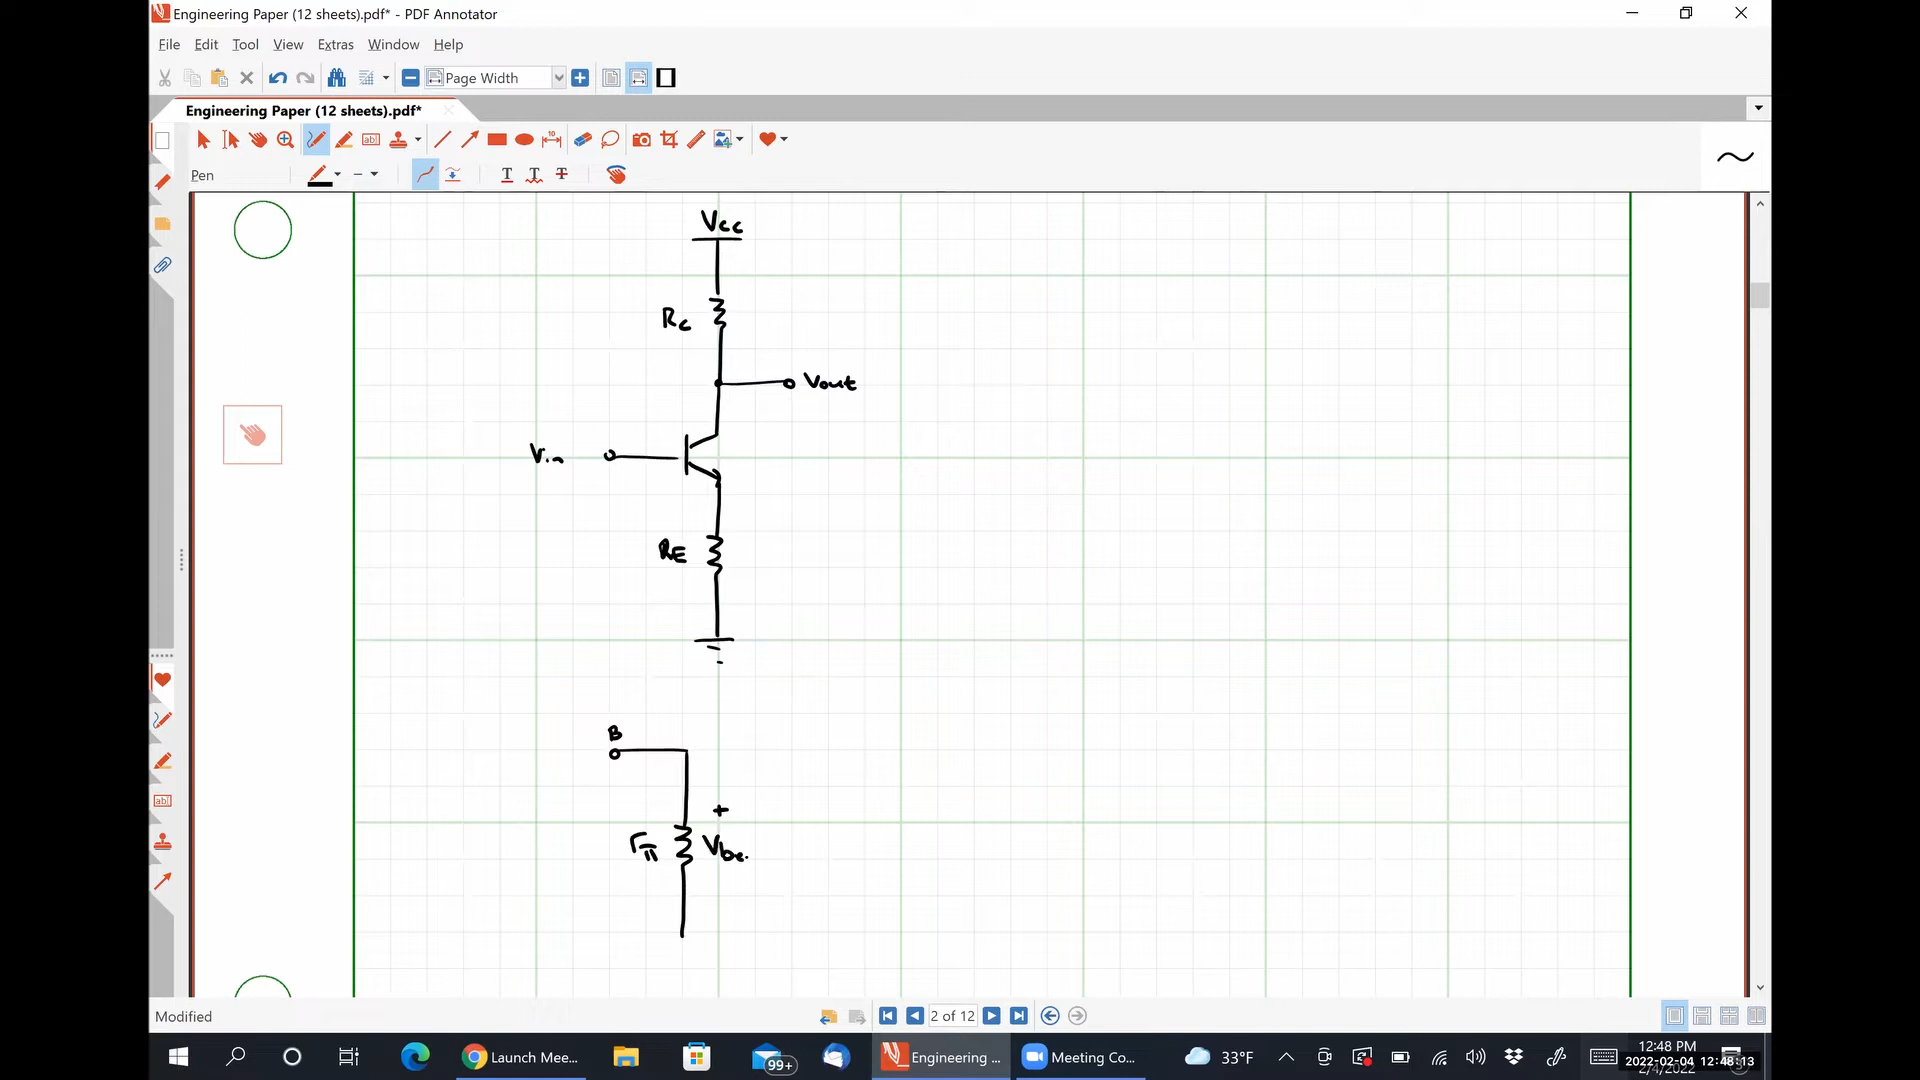 Engineering Paper (12 sheets).pdf* - PDF Annotator
File Edit Tool View Extras Window Help
Page Width
Engineering Paper (12 sheets).pdf*
Pen
Vcc
Rc
Vout
Vin
RE
B
+
rπ Vbe
Modified
2 of 12
99+
Launch Mee...
Engineering ...
Meeting Co...
33°F
12:48 PM
2022-02-04 12:48:13